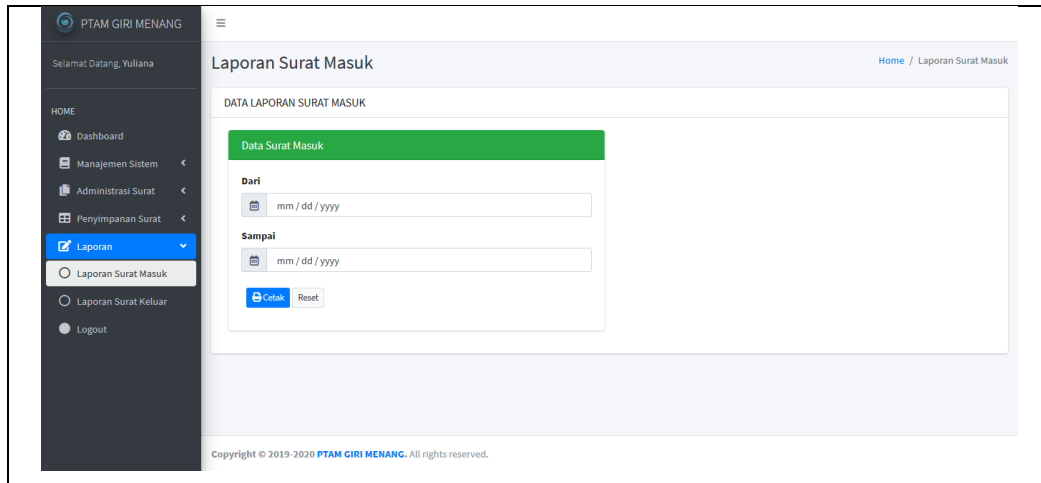 PTAM GIRI MENANG
Selamat Datang, Yuliana
HOME
Dashboard
Manajemen Sistem
Administrasi Surat
Penyimpanan Surat
Laporan
Laporan Surat Masuk
Laporan Surat Keluar
Logout
Laporan Surat Masuk
Home / Laporan Surat Masuk
DATA LAPORAN SURAT MASUK
Data Surat Masuk
Dari
mm / dd / yyyy
Sampai
mm / dd / yyyy
Cetak Reset
Copyright © 2019-2020 PTAM GIRI MENANG. All rights reserved.